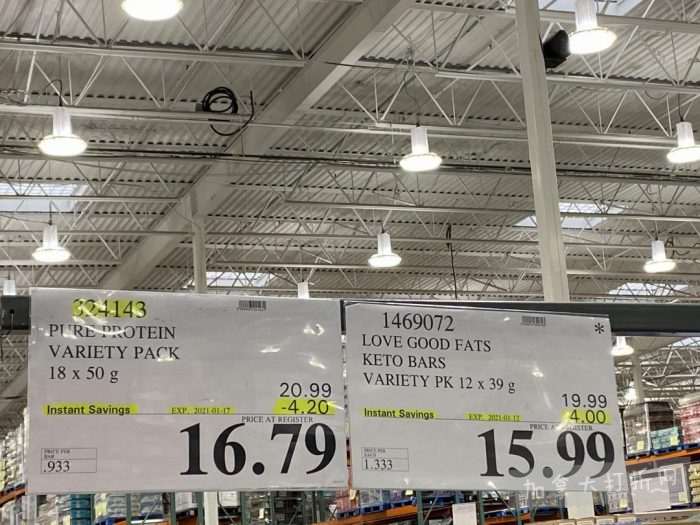 324143
PURE PROTEIN
VARIETY PACK
18 x 50 g
20.99
Instant Savings EXP. 2021-01-17 -4.20
PRICE AT REGISTER
16.79
PRICE PER
BAR
.933
1469072 *
LOVE GOOD FATS
KETO BARS
VARIETY PK 12 x 39 g
19.99
Instant Savings EXP. 2021-01-17 4.00
PRICE AT REGISTER
15.99
PRICE PER
EACH
1.333
加拿大打折网